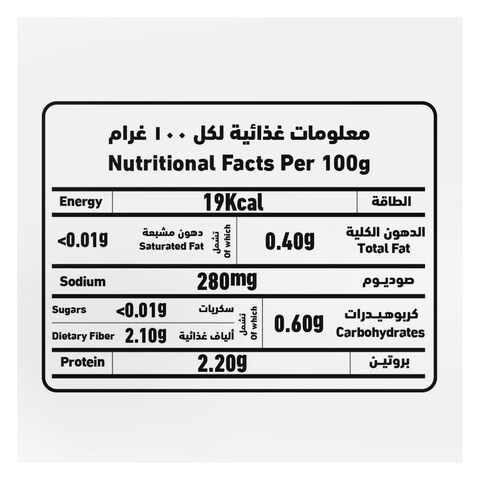 معلومات غذائية لكل ١٠٠ غرام
Nutritional Facts Per 100g
Energy 19Kcal الطاقة
<0.01g دهون مشبعة Saturated Fat تشمل Of which 0.40g الدهون الكلية Total Fat
Sodium 280mg صوديوم
Sugars <0.01g سكريات
Dietary Fiber 2.10g ألياف غذائية
تشمل Of which 0.60g كربوهيدرات Carbohydrates
Protein 2.20g بروتين